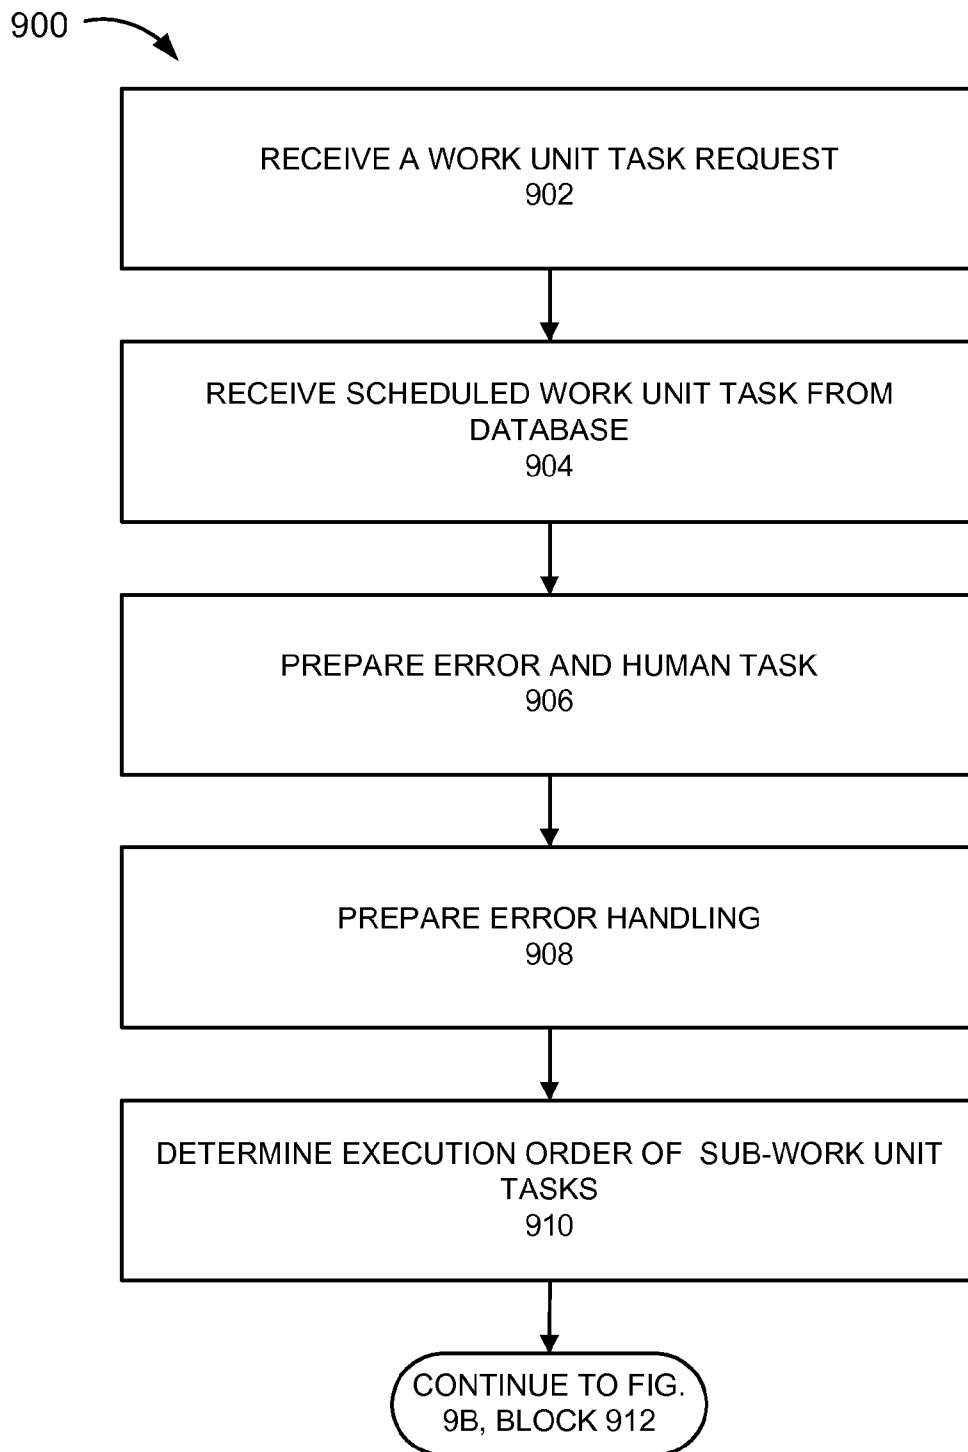 900
RECEIVE A WORK UNIT TASK REQUEST
902
RECEIVE SCHEDULED WORK UNIT TASK FROM
DATABASE
904
PREPARE ERROR AND HUMAN TASK
906
PREPARE ERROR HANDLING
908
DETERMINE EXECUTION ORDER OF SUB-WORK UNIT
TASKS
910
CONTINUE TO FIG.
9B, BLOCK 912